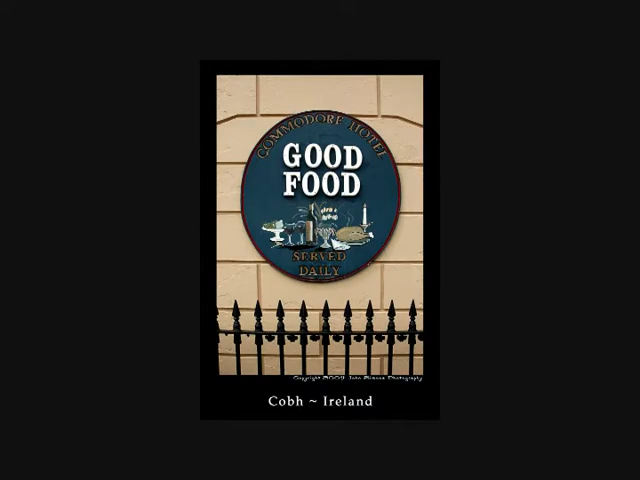 COMMODORE HOTEL
GOOD
FOOD
SERVED
DAILY
Cobh ~ Ireland